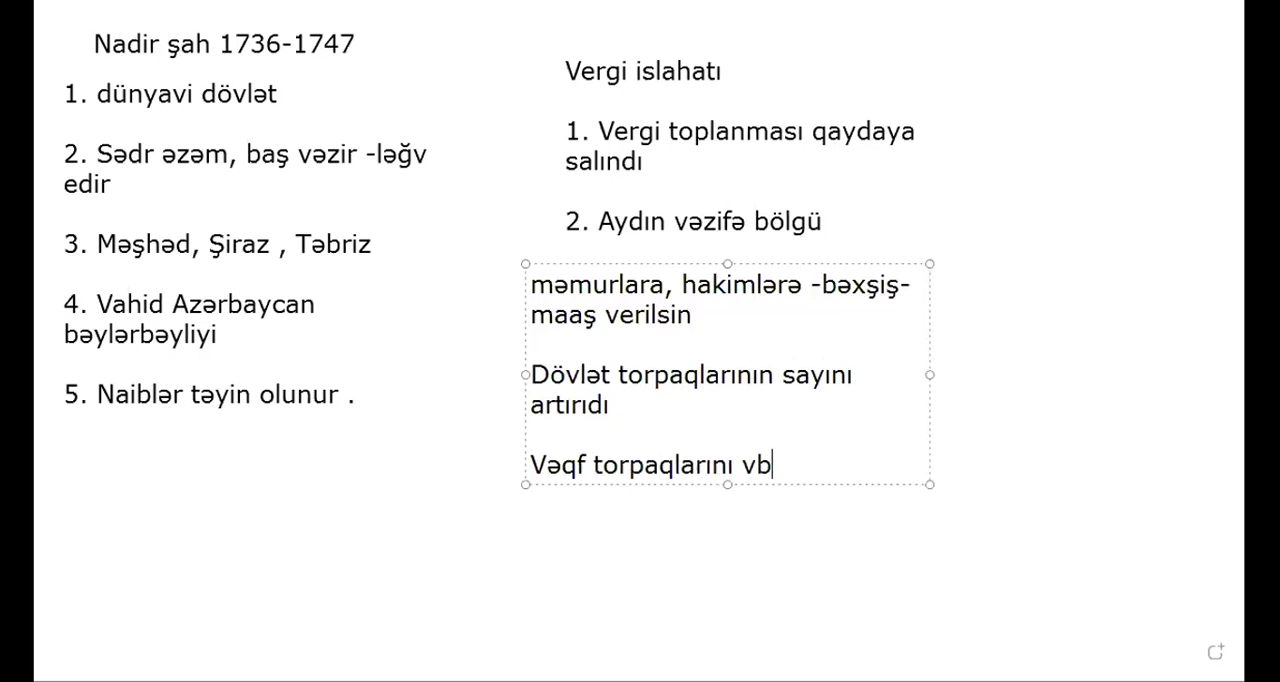 Nadir şah 1736-1747
1. dünyavi dövlət
2. Sədr əzəm, baş vəzir -ləğv
edir
3. Məşhəd, Şiraz , Təbriz
4. Vahid Azərbaycan
bəylərbəyliyi
5. Naiblər təyin olunur .
Vergi islahatı
1. Vergi toplanması qaydaya
salındı
2. Aydın vəzifə bölgü
məmurlara, hakimlərə -bəxşiş-
maaş verilsin
Dövlət torpaqlarının sayını
artırıdı
Vəqf torpaqlarını vb